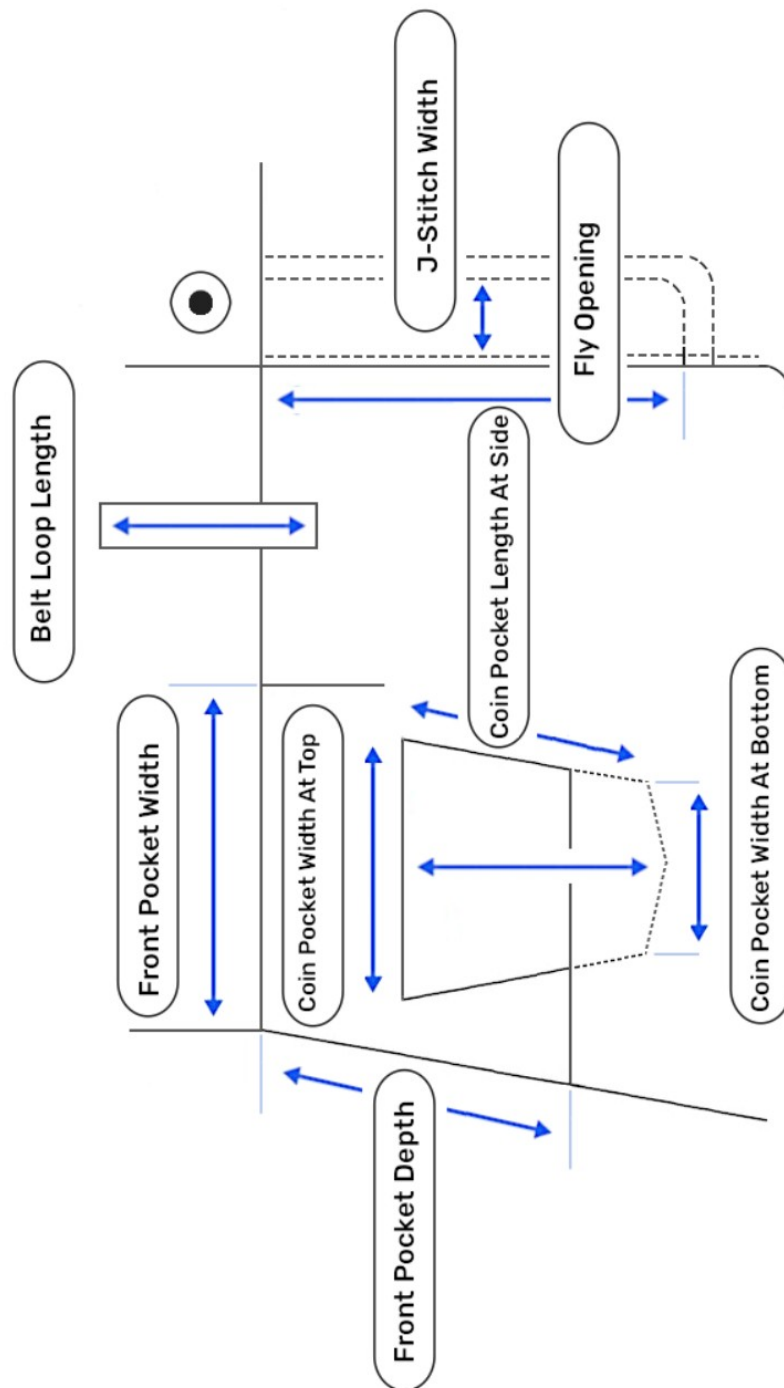 Belt Loop Length
J-Stitch Width
Front Pocket Width
Fly Opening
Coin Pocket Width At Top
Coin Pocket Length At Side
Front Pocket Depth
Coin Pocket Width At Bottom